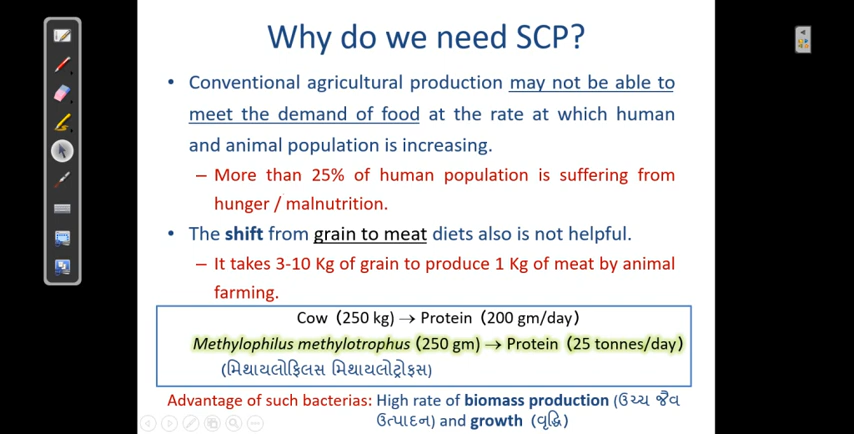 Why do we need SCP?
• Conventional agricultural production may not be able to
meet the demand of food at the rate at which human
and animal population is increasing.
– More than 25% of human population is suffering from
hunger / malnutrition.
• The shift from grain to meat diets also is not helpful.
– It takes 3-10 Kg of grain to produce 1 Kg of meat by animal
farming.
Cow (250 kg) → Protein (200 gm/day)
Methylophilus methylotrophus (250 gm) → Protein (25 tonnes/day)
(મિથાયલોફિલસ મિથાયલોટ્રોફસ)
Advantage of such bacterias: High rate of biomass production (ઉચ્ચ જૈવ
ઉત્પાદન) and growth (વૃદ્ધિ)